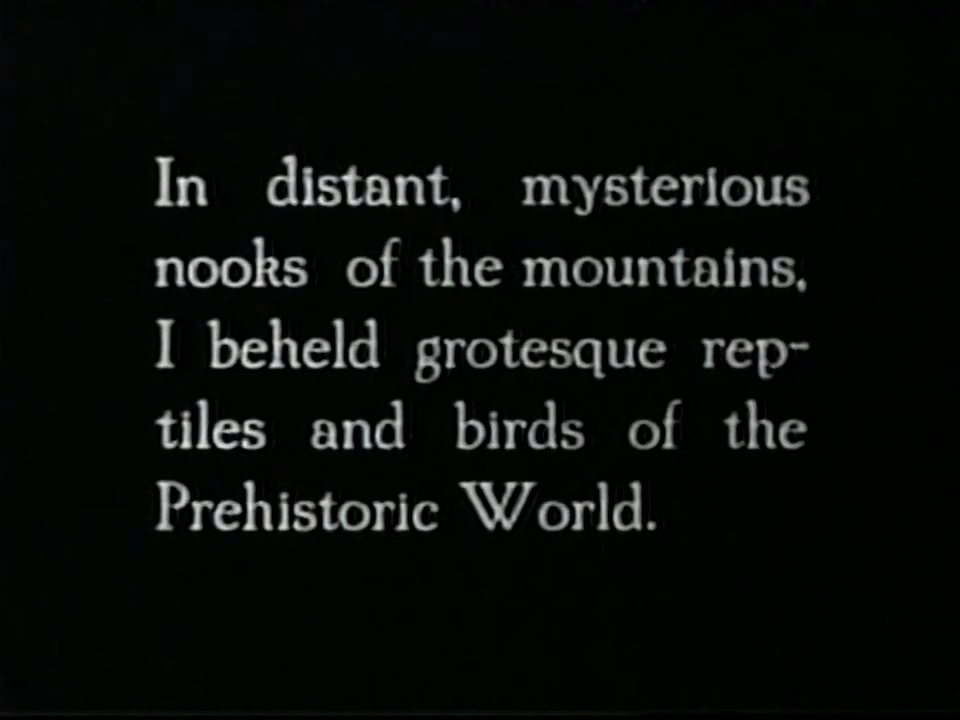 In distant, mysterious
nooks of the mountains,
I beheld grotesque rep-
tiles and birds of the
Prehistoric World.